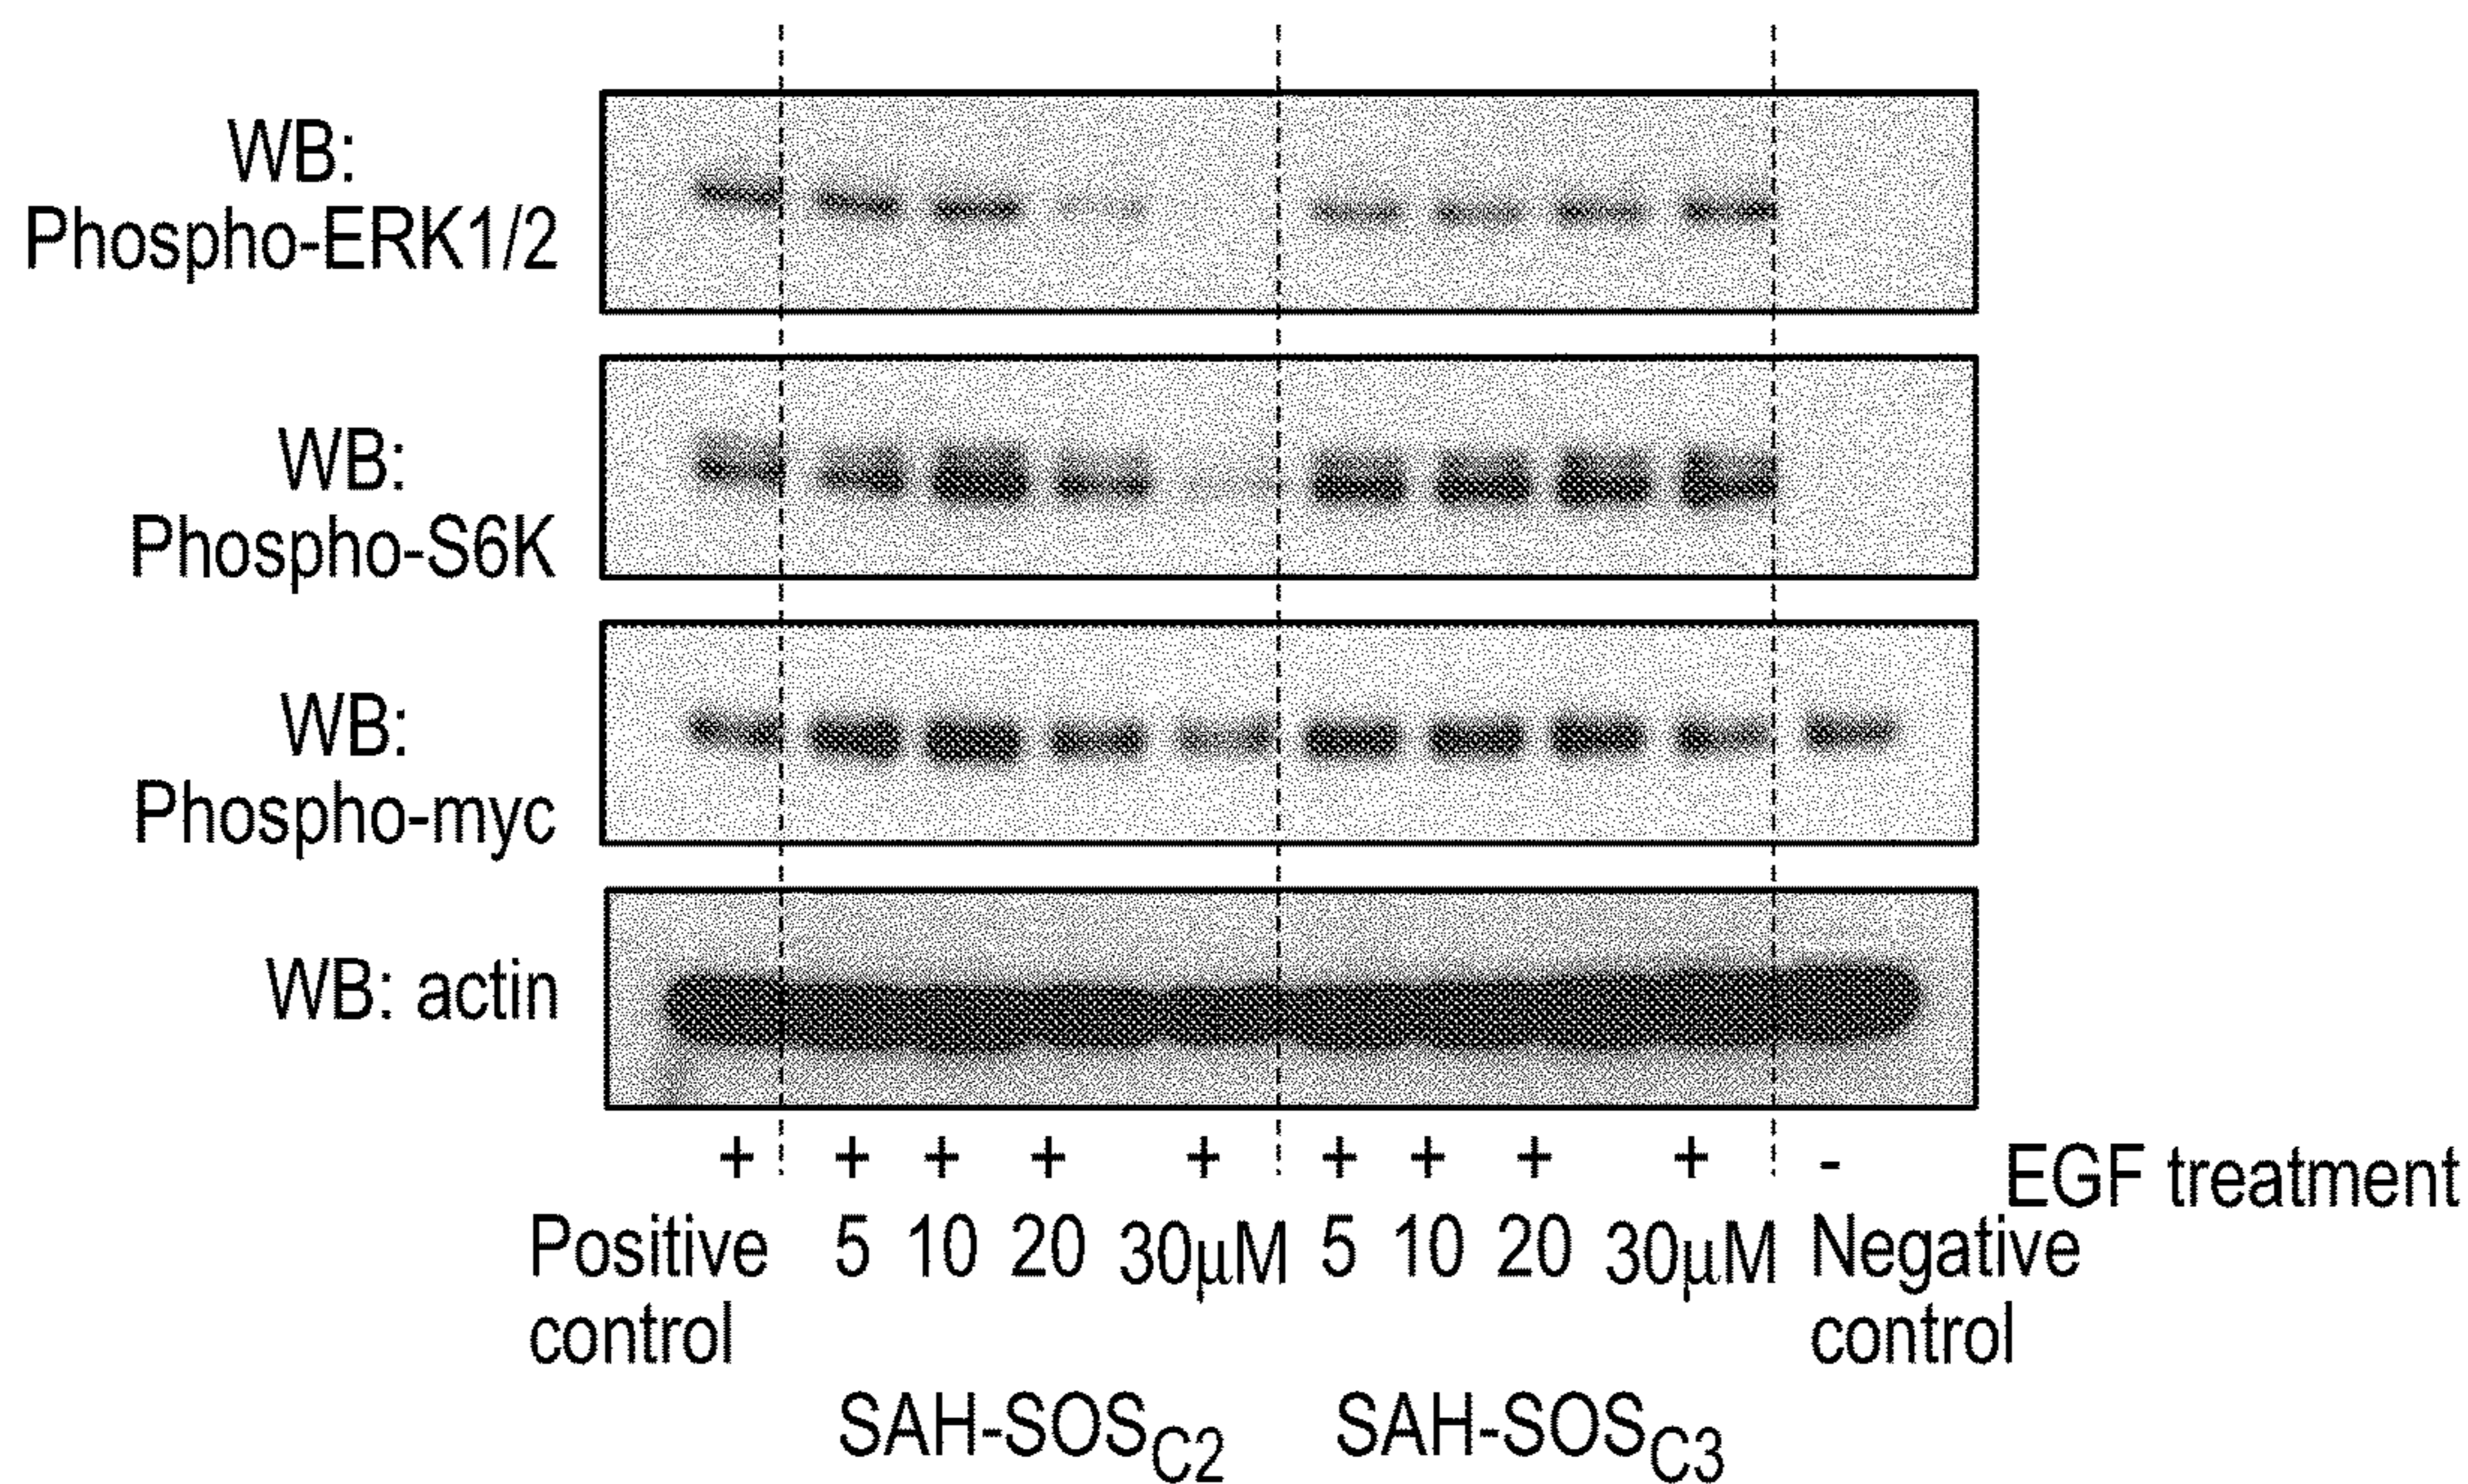 WB:
Phospho-ERK1/2
WB:
Phospho-S6K
WB:
Phospho-myc
WB: actin
+ + + + + + + + + - EGF treatment
Positive control 5 10 20 30μM 5 10 20 30μM Negative control
SAH-SOSC2 SAH-SOSC3